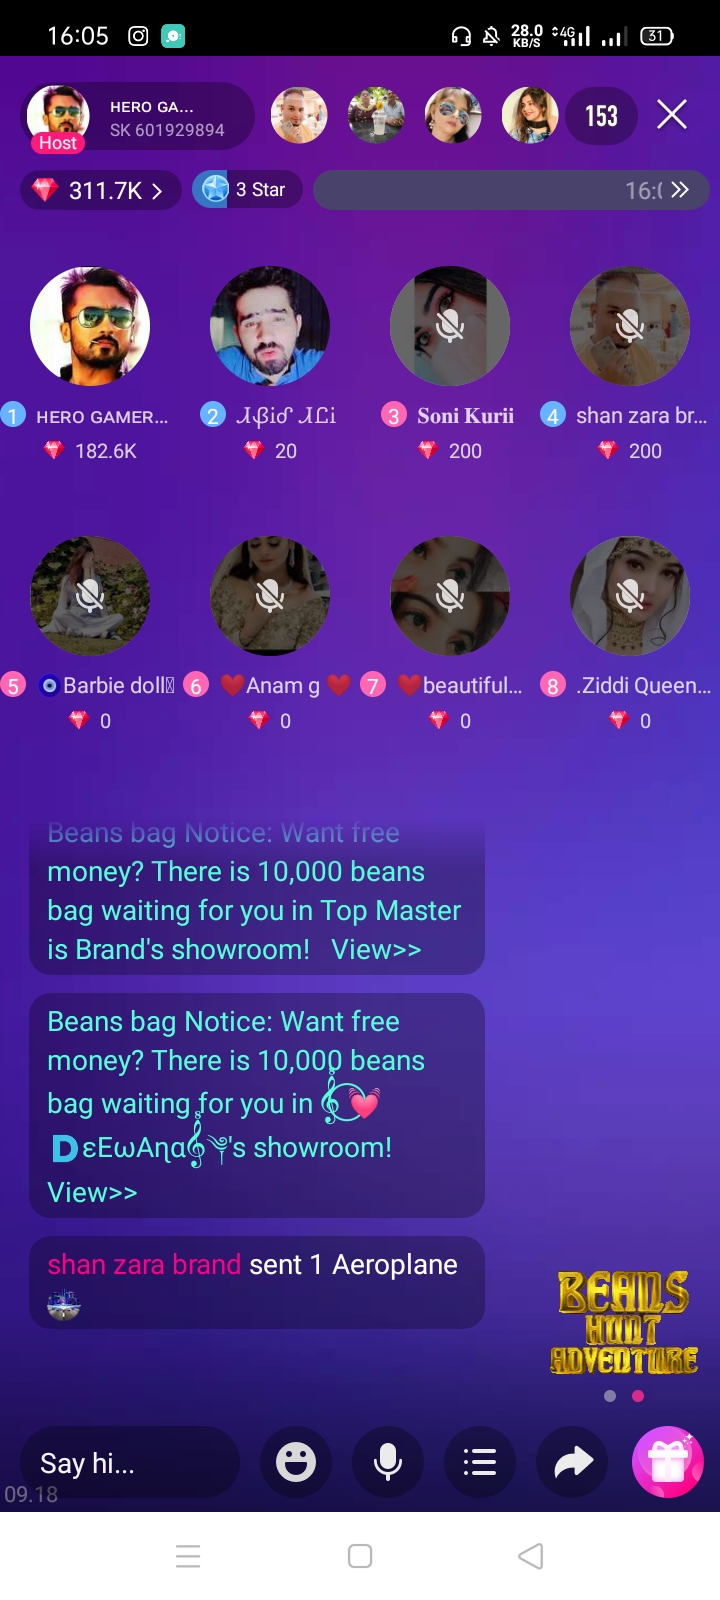 16:05
28.0
KB/S
4G
31
HERO GA...
SK 601929894
Host
153
311.7K
3 Star
16:
1 HERO GAMER...
182.6K
2
20
3 𝐒𝐨𝐧𝐢 𝐊𝐮𝐫𝐢𝐢
200
4 shan zara br...
200
5 🧿Barbie doll
0
6 ❤️Anam g ❤️
0
7 ❤️beautiful...
0
8 .Ziddi Queen...
0
Beans bag Notice: Want free
money? There is 10,000 beans
bag waiting for you in Top Master
is Brand's showroom!   View>>
Beans bag Notice: Want free
money? There is 10,000 beans
bag waiting for you in 💓
DεEωAηα's showroom!
View>>
shan zara brand sent 1 Aeroplane
BEANS
HUNT
ADVENTURE
Say hi...
09.18